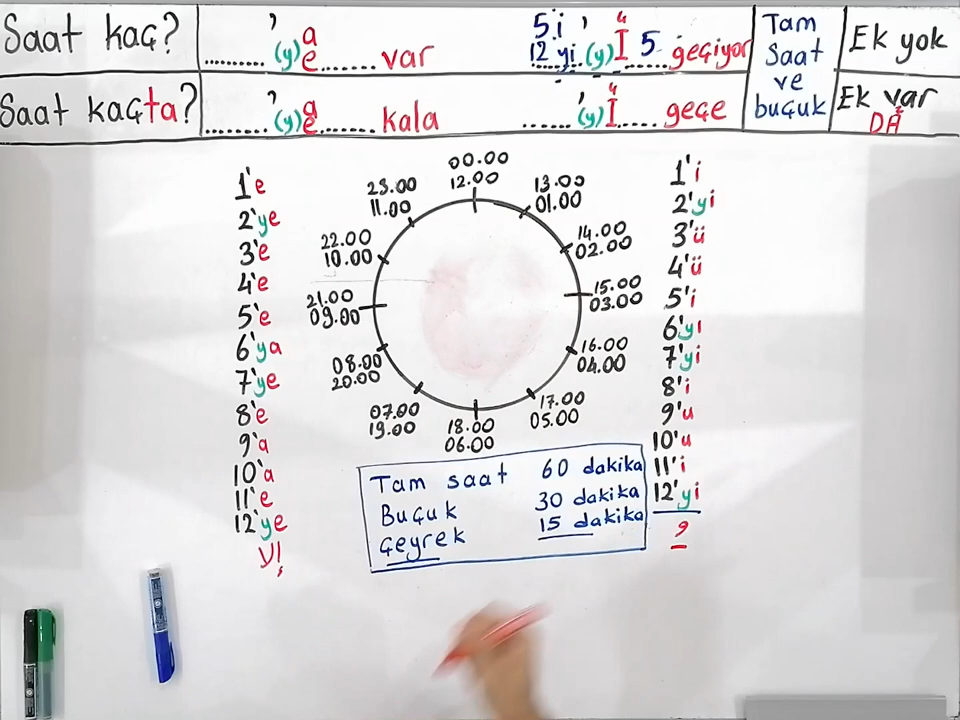 Saat kaç?
..........'(y)a e....... var
5.i
12 yi. '(y)I 4 5 geçiyor
Tam
Saat
ve
buçuk
Ek yok
Saat kaçta?
.........'(y)a e....... kala
.......'(y)I 4 ..... geçe
Ek var
DA
1'e
2'ye
3'e
4'e
5'e
6'ya
7'ye
8'e
9'a
10'a
11'e
12'ye
00.00
12.00
13.00
01.00
14.00
02.00
15.00
03.00
16.00
04.00
17.00
05.00
18.00
06.00
07.00
19.00
08.00
20.00
21.00
09.00
22.00
10.00
23.00
11.00
1'i
2'yi
3'ü
4'ü
5'i
6'yı
7'yi
8'i
9'u
10'u
11'i
12'yi
Tam saat 60 dakika
Buçuk 30 dakika
Çeyrek 15 dakika